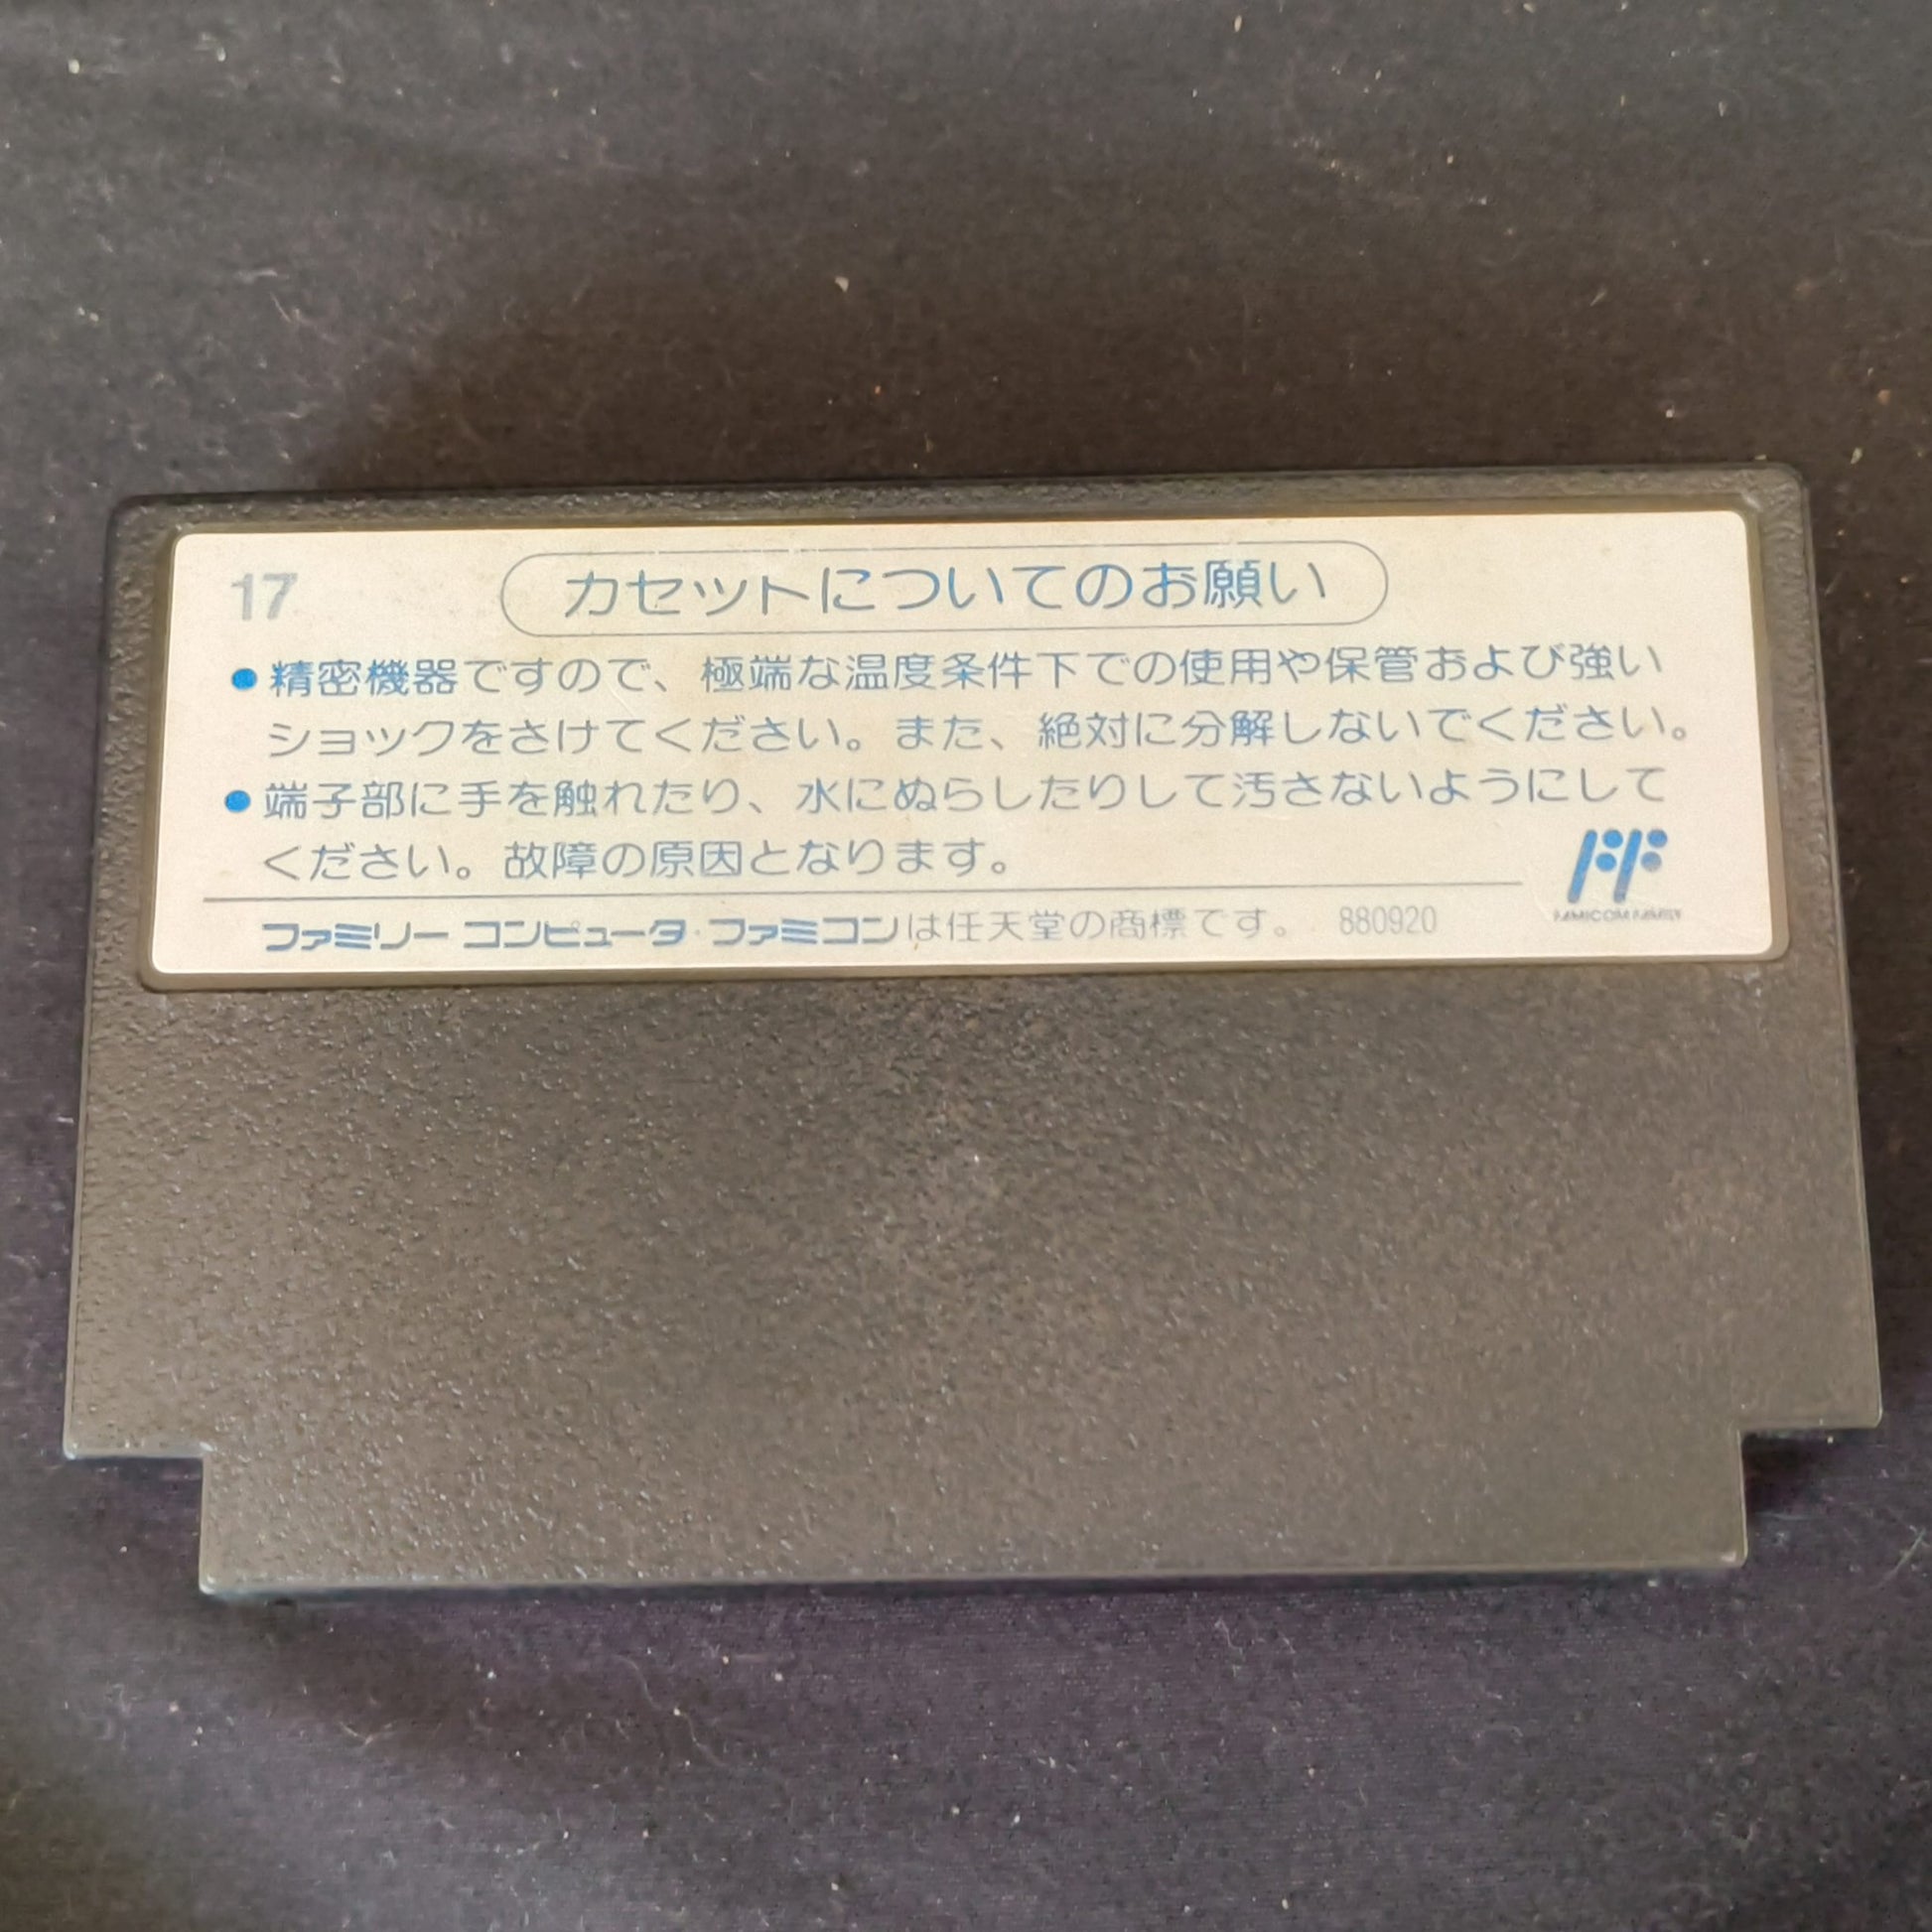 17
カセットについてのお願い
●精密機器ですので、極端な温度条件下での使用や保管および強い
ショックをさけてください。また、絶対に分解しないでください。
●端子部に手を触れたり、水にぬらしたりして汚さないようにして
ください。故障の原因となります。
FF
FAMICOM FAMILY
ファミリー コンピュータ・ファミコンは任天堂の商標です。 880920